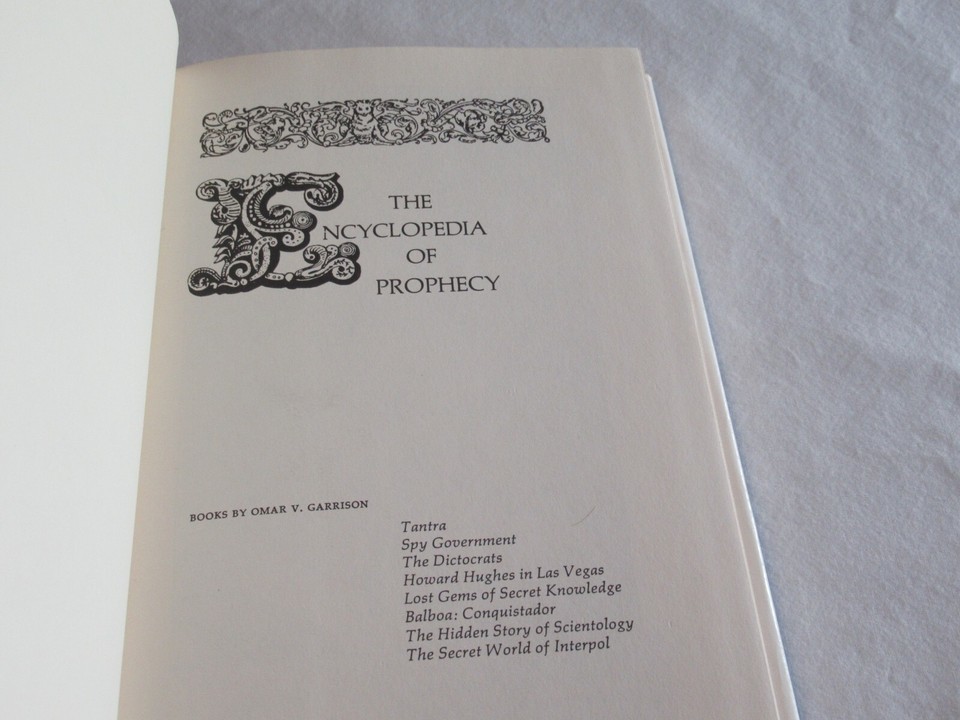 THE
ENCYCLOPEDIA
OF
PROPHECY
BOOKS BY OMAR V. GARRISON
Tantra
Spy Government
The Dictocrats
Howard Hughes in Las Vegas
Lost Gems of Secret Knowledge
Balboa: Conquistador
The Hidden Story of Scientology
The Secret World of Interpol